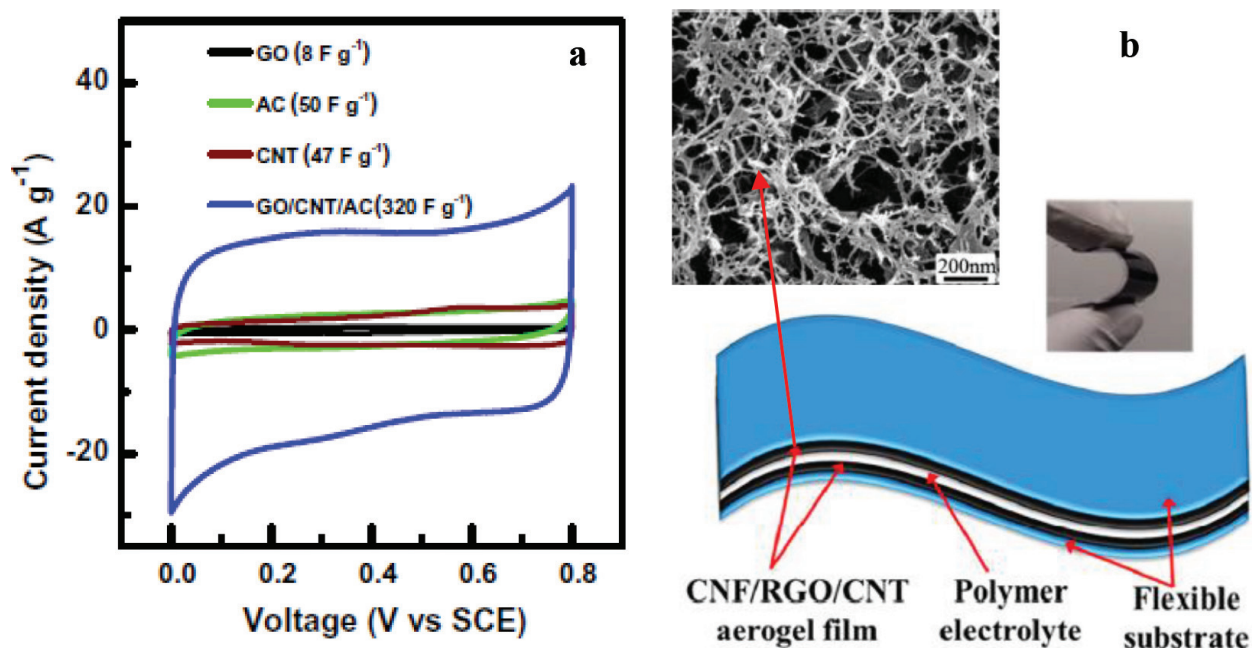 a
GO (8 F g⁻¹)
AC (50 F g⁻¹)
CNT (47 F g⁻¹)
GO/CNT/AC(320 F g⁻¹)
40
20
0
-20
Current density (A g⁻¹)
0.0 0.2 0.4 0.6 0.8
Voltage (V vs SCE)
b
200nm
CNF/RGO/CNT
aerogel film
Polymer
electrolyte
Flexible
substrate